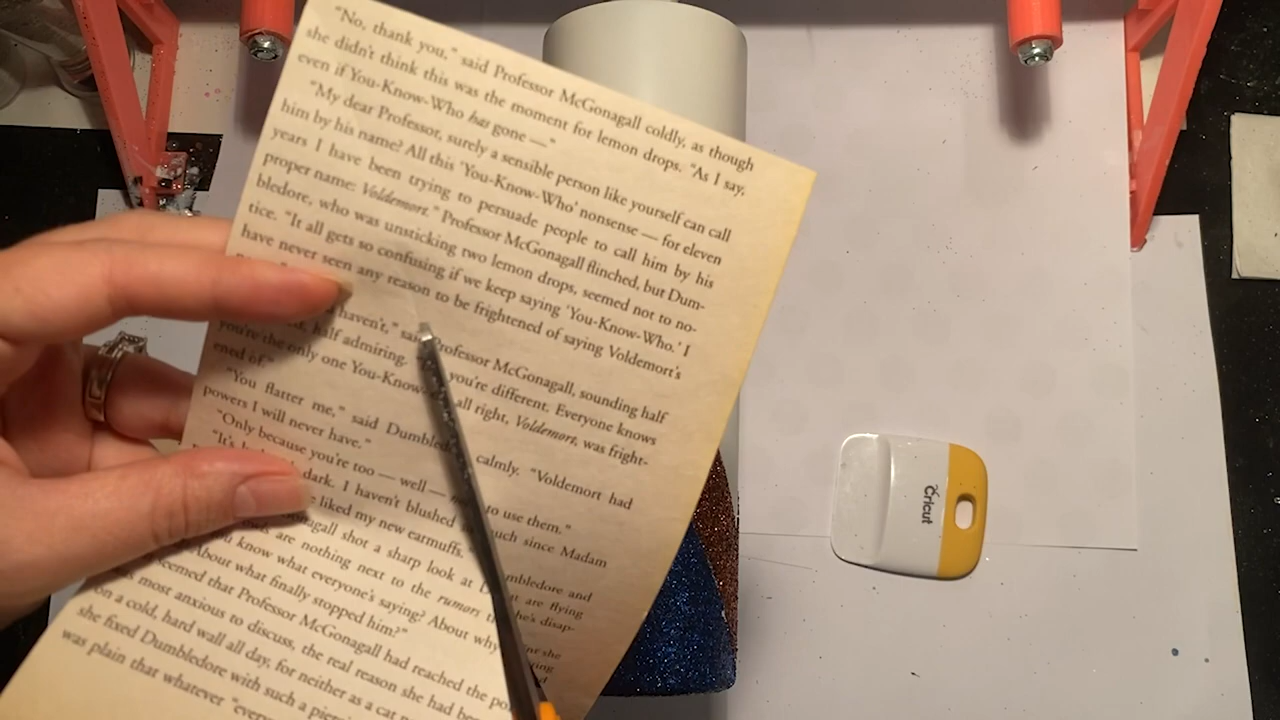 "No, thank you," said Professor McGonagall coldly, as though
she didn't think this was the moment for lemon drops. "As I say,
even if You-Know-Who has gone —"
"My dear Professor, surely a sensible person like yourself can call
him by his name? All this 'You-Know-Who' nonsense — for eleven
years I have been trying to persuade people to call him by his
proper name: Voldemort." Professor McGonagall flinched, but Dum-
bledore, who was unsticking two lemon drops, seemed not to no-
tice. "It all gets so confusing if we keep saying 'You-Know-Who.' I
have never seen any reason to be frightened of saying Voldemort's
haven't," said Professor McGonagall, sounding half
half admiring. you're different. Everyone knows
you're the only one You-Know- all right, Voldemort, was fright-
ened of."
"You flatter me," said Dumbledore calmly. "Voldemort had
powers I will never have."
"Only because you're too — well — to use them."
"It's dark. I haven't blushed much since Madam
liked my new earmuffs."
McGonagall shot a sharp look at Dumbledore and
are nothing next to the rumors that are flying
know what everyone's saying? About why he's disap-
About what finally stopped him?"
seemed that Professor McGonagall had reached the
most anxious to discuss, the real reason she had been
on a cold, hard wall all day, for neither as a cat
she fixed Dumbledore with such a
was plain that whatever "every
Cricut